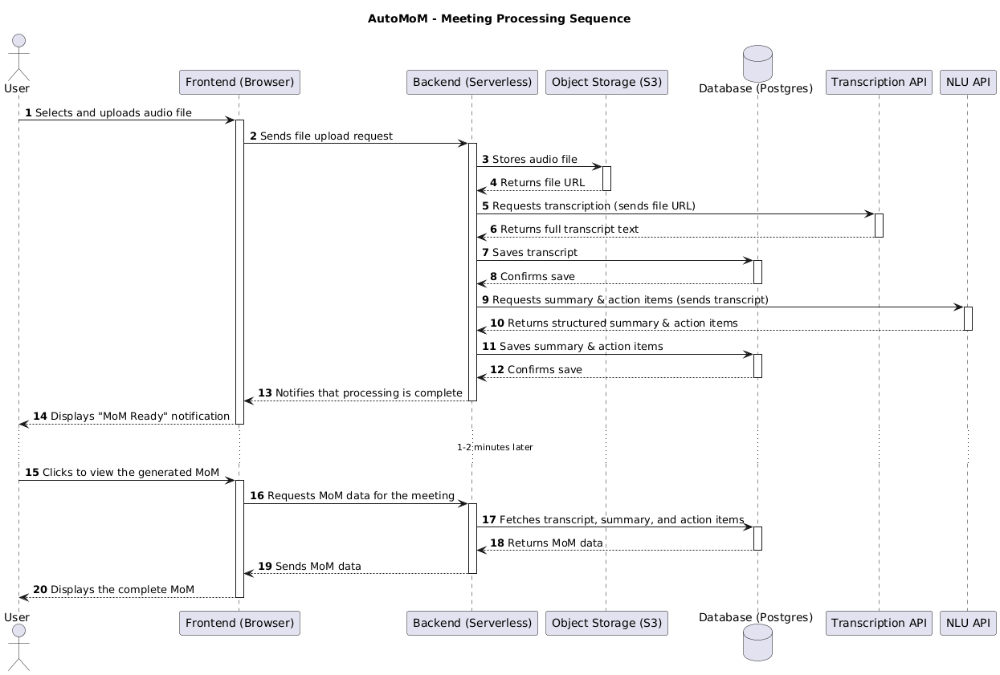 AutoMoM - Meeting Processing Sequence
User
Frontend (Browser)
Backend (Serverless)
Object Storage (S3)
Database (Postgres)
Transcription API
NLU API
1 Selects and uploads audio file
2 Sends file upload request
3 Stores audio file
4 Returns file URL
5 Requests transcription (sends file URL)
6 Returns full transcript text
7 Saves transcript
8 Confirms save
9 Requests summary & action items (sends transcript)
10 Returns structured summary & action items
11 Saves summary & action items
12 Confirms save
13 Notifies that processing is complete
14 Displays "MoM Ready" notification
1-2 minutes later
15 Clicks to view the generated MoM
16 Requests MoM data for the meeting
17 Fetches transcript, summary, and action items
18 Returns MoM data
19 Sends MoM data
20 Displays the complete MoM
User
Frontend (Browser)
Backend (Serverless)
Object Storage (S3)
Database (Postgres)
Transcription API
NLU API